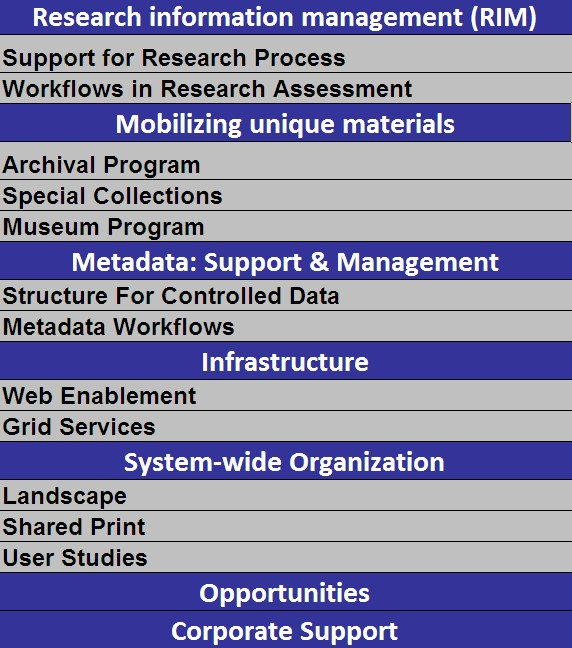 Research information management (RIM)
Support for Research Process
Workflows in Research Assessment
Mobilizing unique materials
Archival Program
Special Collections
Museum Program
Metadata: Support & Management
Structure For Controlled Data
Metadata Workflows
Infrastructure
Web Enablement
Grid Services
System-wide Organization
Landscape
Shared Print
User Studies
Opportunities
Corporate Support